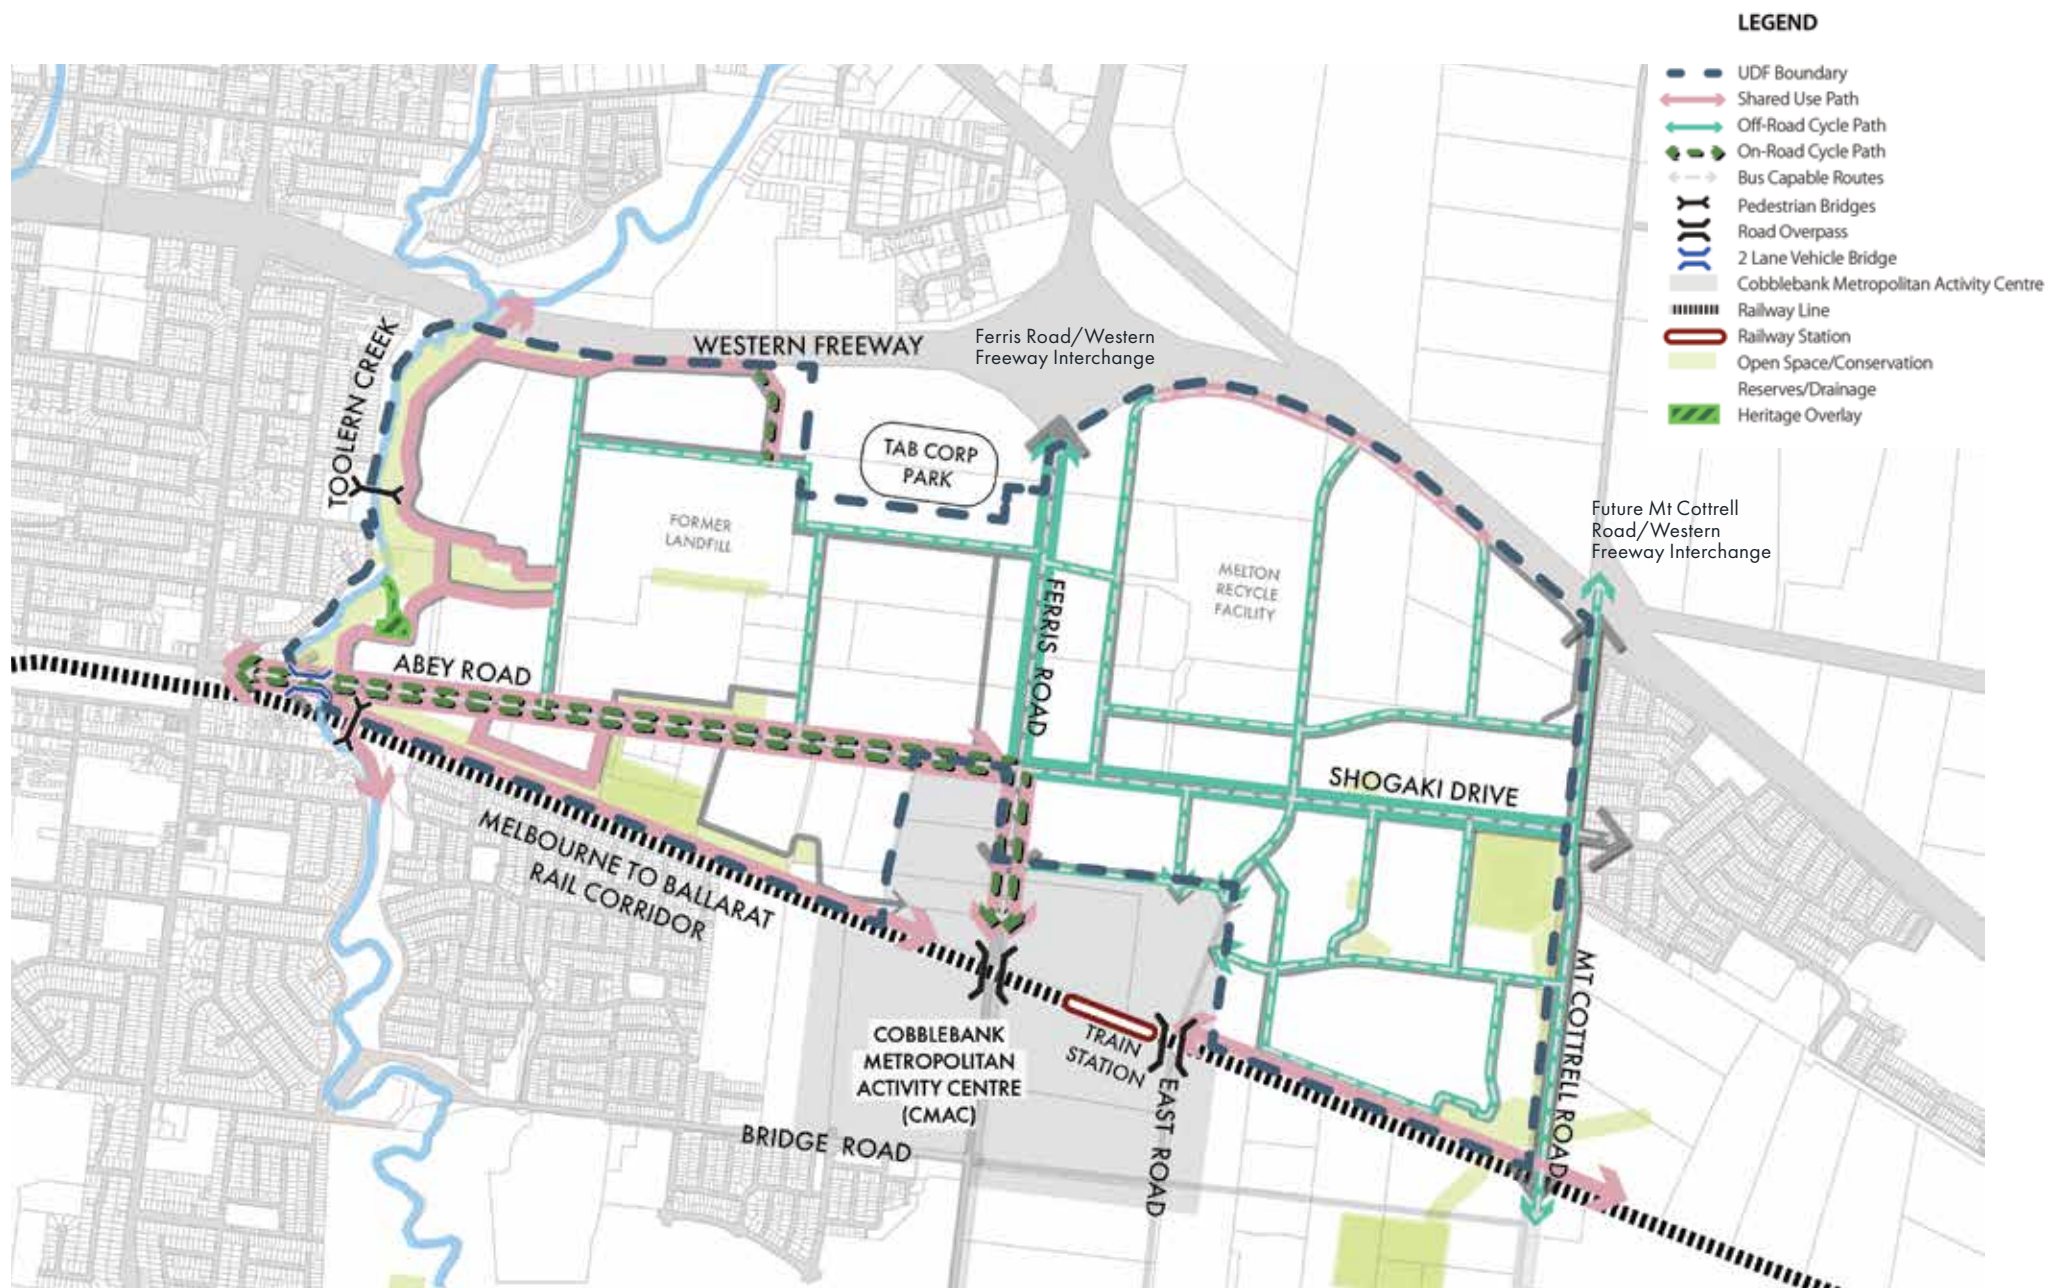 LEGEND
UDF Boundary
Shared Use Path
Off-Road Cycle Path
On-Road Cycle Path
Bus Capable Routes
Pedestrian Bridges
Road Overpass
2 Lane Vehicle Bridge
Cobblebank Metropolitan Activity Centre
Railway Line
Railway Station
Open Space/Conservation
Reserves/Drainage
Heritage Overlay
WESTERN FREEWAY
Ferris Road/Western
Freeway Interchange
TOOLERN CREEK
TAB CORP
PARK
FORMER
LANDFILL
MELTON
RECYCLE
FACILITY
Future Mt Cottrell
Road/Western
Freeway Interchange
FERRIS ROAD
ABEY ROAD
SHOGAKI DRIVE
MELBOURNE TO BALLARAT
RAIL CORRIDOR
MT COTTRELL ROAD
COBBLEBANK
METROPOLITAN
ACTIVITY CENTRE
(CMAC)
TRAIN
STATION
EAST ROAD
BRIDGE ROAD